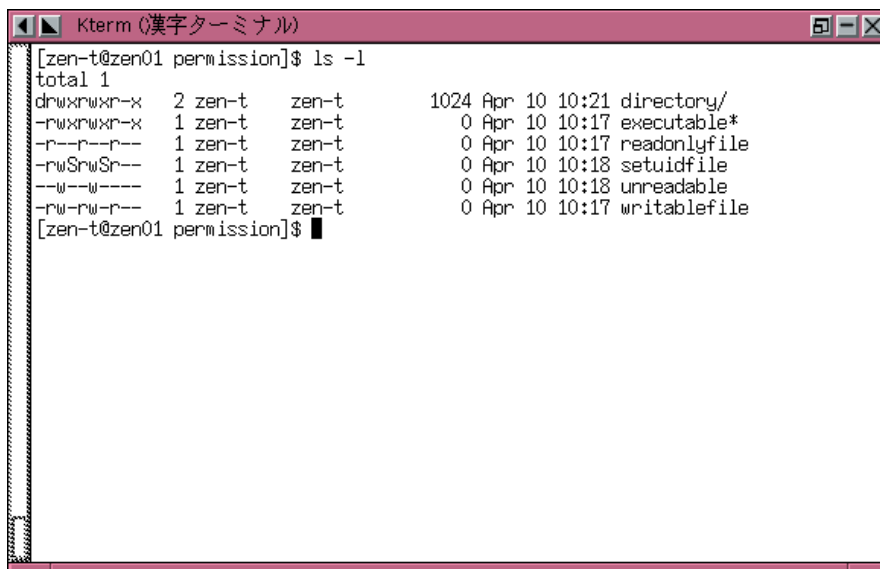 Kterm (漢字ターミナル)
[zen-t@zen01 permission]$ ls -l
total 1
drwxrwxr-x   2 zen-t    zen-t        1024 Apr 10 10:21 directory/
-rwxrwxr-x   1 zen-t    zen-t           0 Apr 10 10:17 executable*
-r--r--r--   1 zen-t    zen-t           0 Apr 10 10:17 readonlyfile
-rwSrwSr--   1 zen-t    zen-t           0 Apr 10 10:18 setuidfile
--w--w----   1 zen-t    zen-t           0 Apr 10 10:18 unreadable
-rw-rw-r--   1 zen-t    zen-t           0 Apr 10 10:17 writablefile
[zen-t@zen01 permission]$